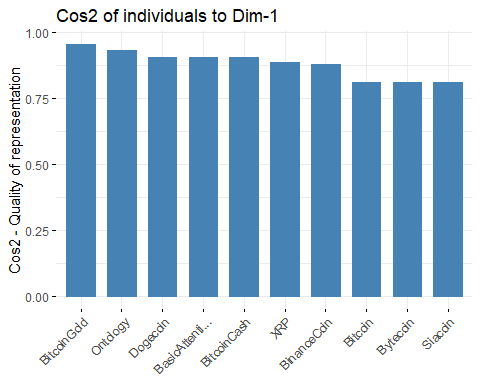 Cos2 of individuals to Dim-1
Cos2 - Quality of representation
1.00
0.75
0.50
0.25
0.00
BitcoinGold
Ontology
Dogecoin
BasicAttenti...
BitcoinCash
XRP
BinanceCoin
Bitcoin
Bytecoin
Siacoin